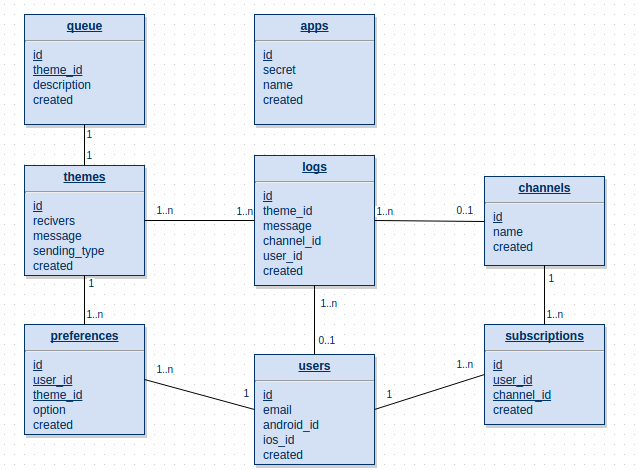 queue
id
theme_id
description
created
apps
id
secret
name
created
1
1
themes
id
recivers
message
sending_type
created
1..n
1..n
logs
id
theme_id
message
channel_id
user_id
created
1..n
0..1
channels
id
name
created
1
1..n
preferences
id
user_id
theme_id
option
created
1..n
0..1
1..n
1
users
id
email
android_id
ios_id
created
1
1..n
1
1..n
subscriptions
id
user_id
channel_id
created